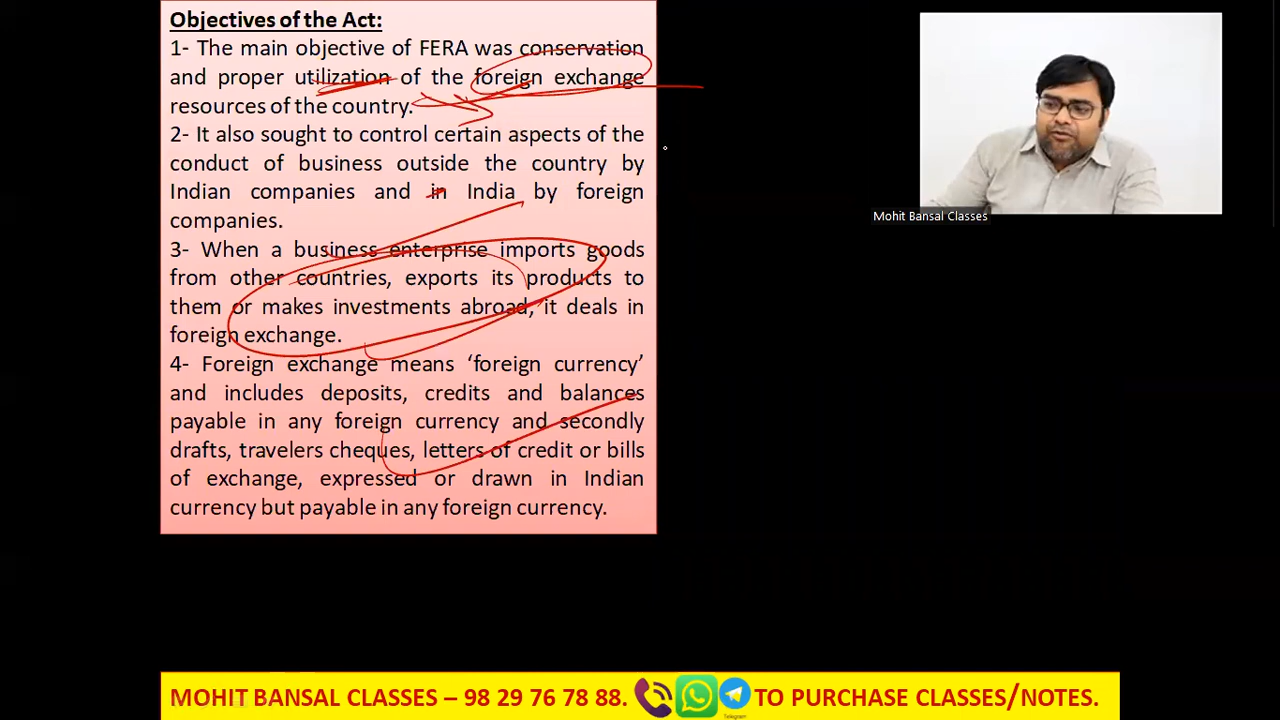 Objectives of the Act:
1- The main objective of FERA was conservation
and proper utilization of the foreign exchange
resources of the country.
2- It also sought to control certain aspects of the
conduct of business outside the country by
Indian companies and in India by foreign
companies.
3- When a business enterprise imports goods
from other countries, exports its products to
them or makes investments abroad, it deals in
foreign exchange.
4- Foreign exchange means ‘foreign currency’
and includes deposits, credits and balances
payable in any foreign currency and secondly
drafts, travelers cheques, letters of credit or bills
of exchange, expressed or drawn in Indian
currency but payable in any foreign currency.
Mohit Bansal Classes
MOHIT BANSAL CLASSES – 98 29 76 78 88. TO PURCHASE CLASSES/NOTES.
Telegram